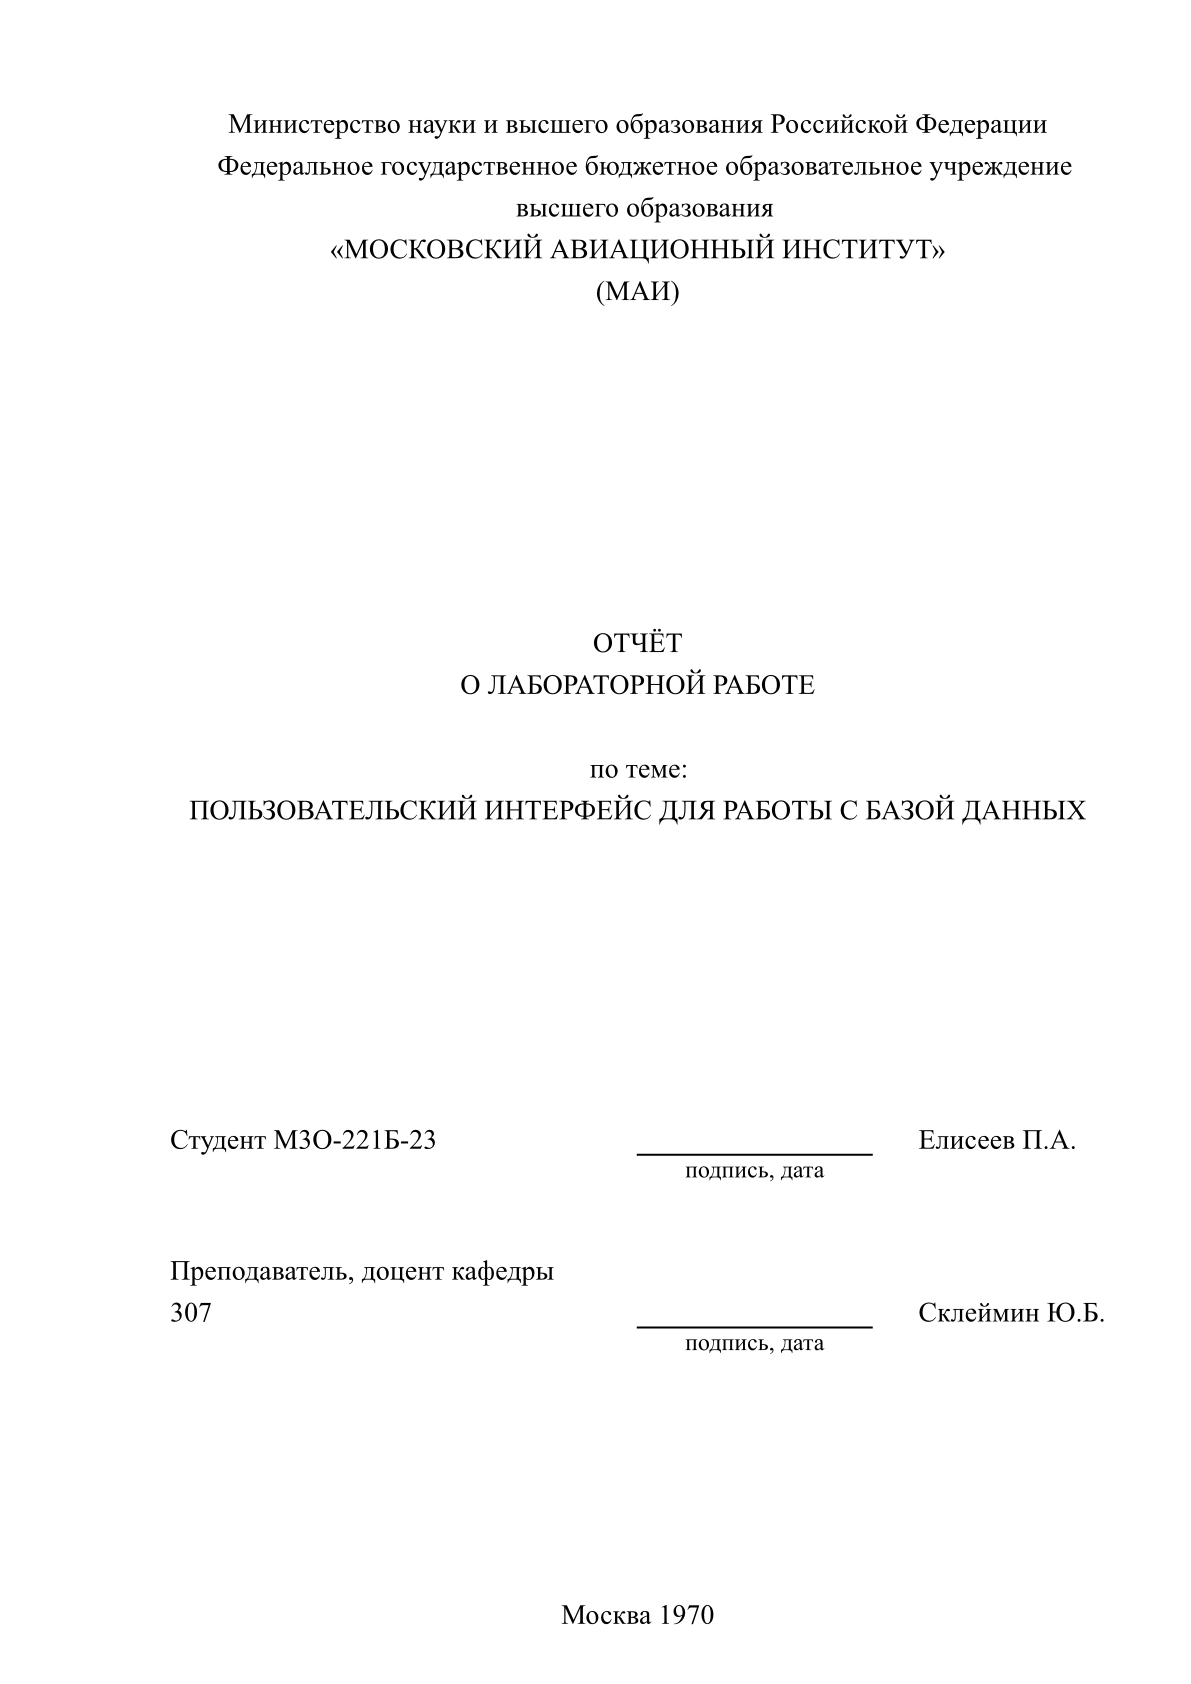 Министерство науки и высшего образования Российской Федерации
Федеральное государственное бюджетное образовательное учреждение
высшего образования
«МОСКОВСКИЙ АВИАЦИОННЫЙ ИНСТИТУТ»
(МАИ)
ОТЧЁТ
О ЛАБОРАТОРНОЙ РАБОТЕ
по теме:
ПОЛЬЗОВАТЕЛЬСКИЙ ИНТЕРФЕЙС ДЛЯ РАБОТЫ С БАЗОЙ ДАННЫХ
Студент М3О-221Б-23 Елисеев П.А.
подпись, дата
Преподаватель, доцент кафедры
307 Склеймин Ю.Б.
подпись, дата
Москва 1970